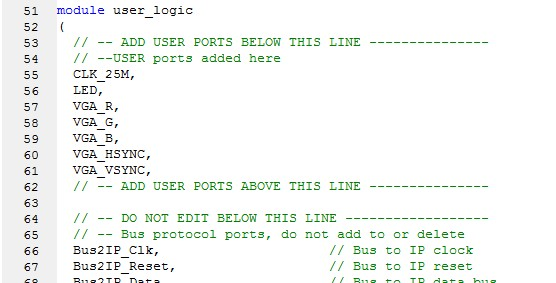 51 module user_logic
52 (
53 // -- ADD USER PORTS BELOW THIS LINE ---------------
54 // --USER ports added here
55 CLK_25M,
56 LED,
57 VGA_R,
58 VGA_G,
59 VGA_B,
60 VGA_HSYNC,
61 VGA_VSYNC,
62 // -- ADD USER PORTS ABOVE THIS LINE ---------------
63
64 // -- DO NOT EDIT BELOW THIS LINE ------------------
65 // -- Bus protocol ports, do not add to or delete
66 Bus2IP_Clk, // Bus to IP clock
67 Bus2IP_Reset, // Bus to IP reset
68 Bus2IP_Data // Bus to IP data bus